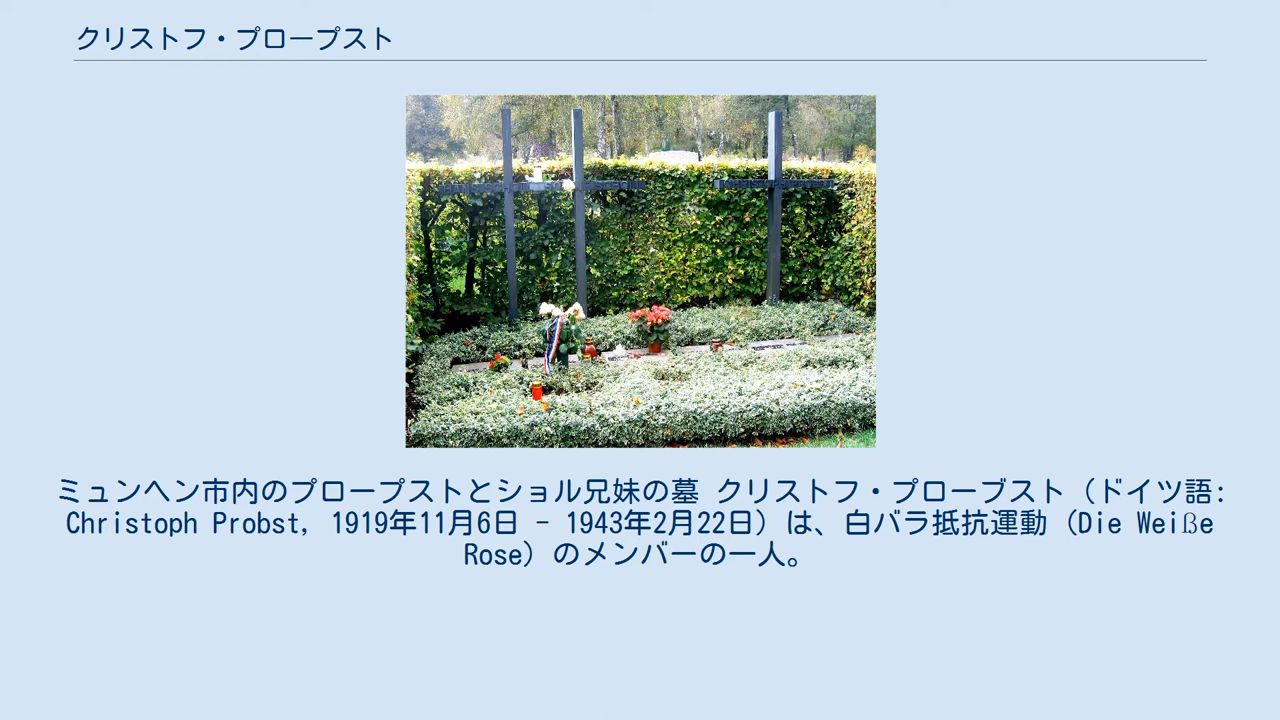 クリストフ・プロープスト
ミュンヘン市内のプロープストとショル兄妹の墓 クリストフ・プローブスト（ドイツ語:
Christoph Probst, 1919年11月6日 - 1943年2月22日）は、白バラ抵抗運動（Die Weiße
Rose）のメンバーの一人。